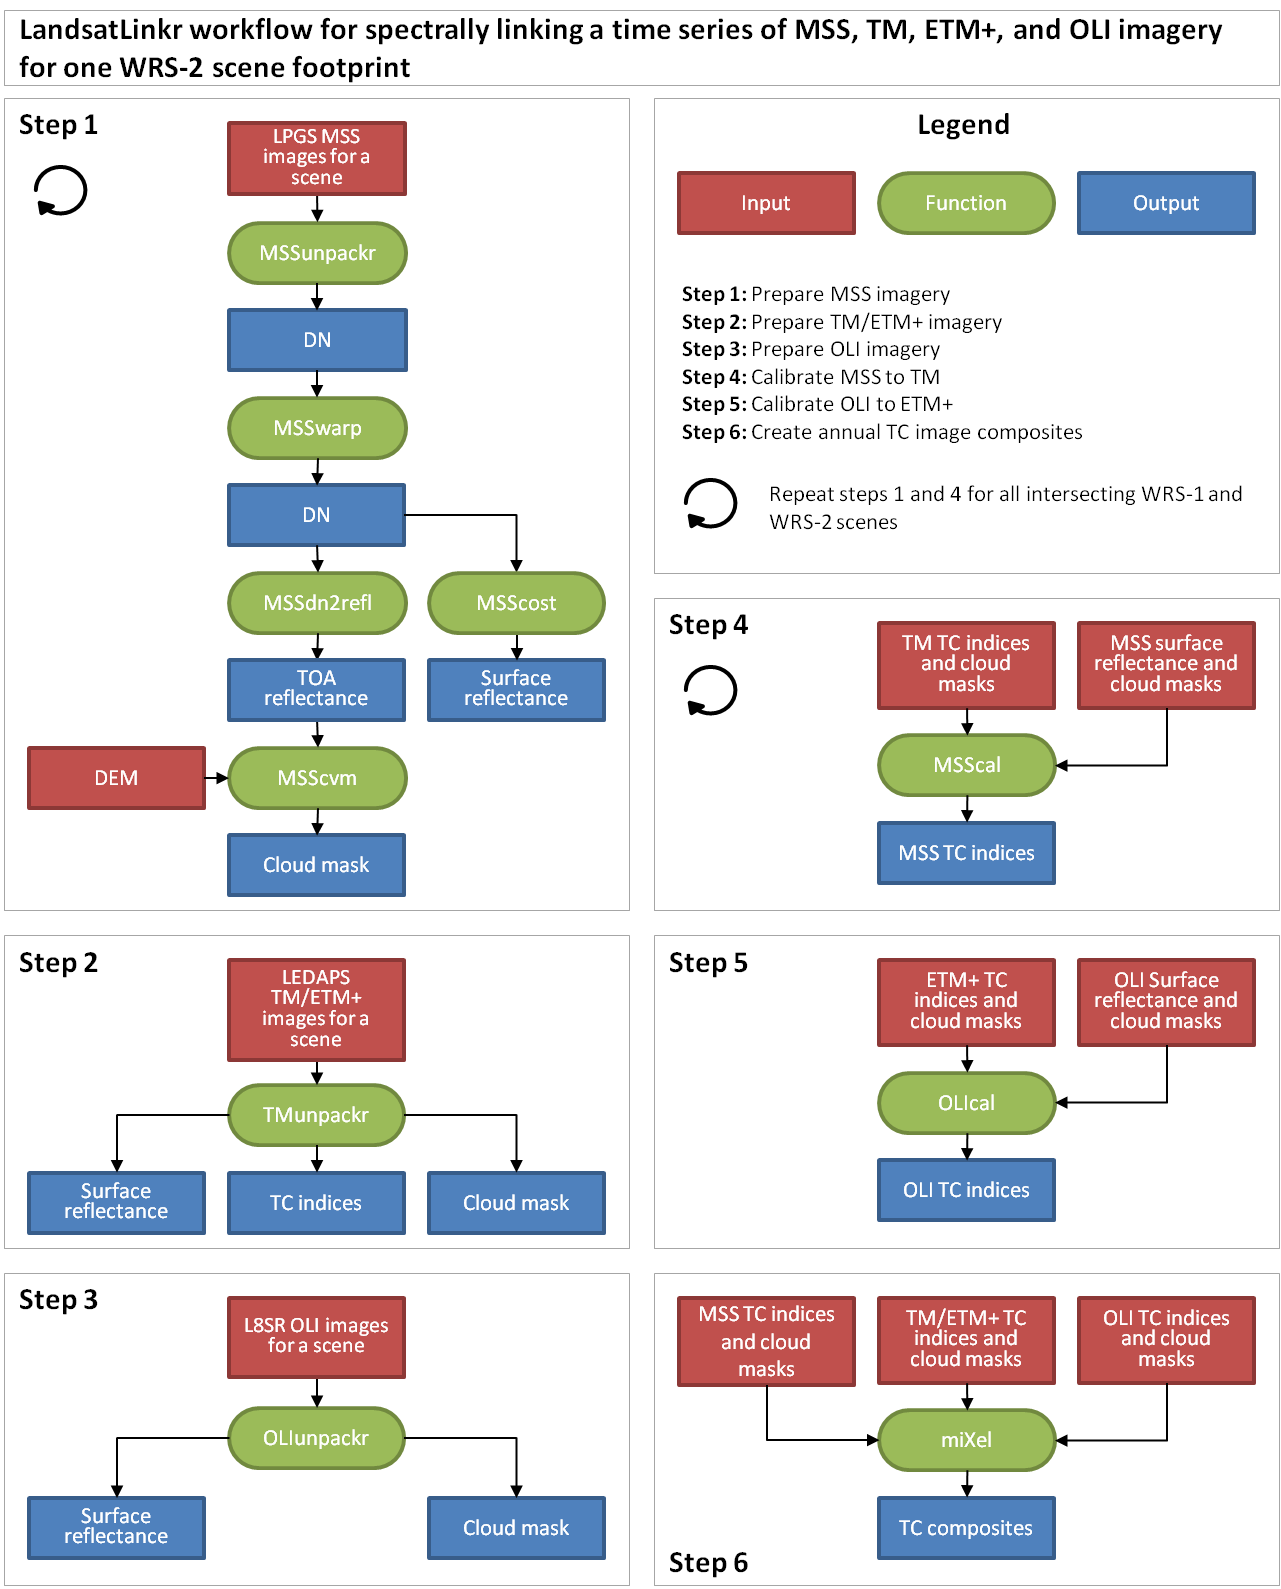 LandsatLinkr workflow for spectrally linking a time series of MSS, TM, ETM+, and OLI imagery
for one WRS-2 scene footprint
Step 1
LPGS MSS
images for a
scene
MSSunpackr
DN
MSSwarp
DN
MSSdn2refl
MSScost
TOA
reflectance
Surface
reflectance
DEM
MSScvm
Cloud mask
Legend
Input
Function
Output
Step 1: Prepare MSS imagery
Step 2: Prepare TM/ETM+ imagery
Step 3: Prepare OLI imagery
Step 4: Calibrate MSS to TM
Step 5: Calibrate OLI to ETM+
Step 6: Create annual TC image composites
Repeat steps 1 and 4 for all intersecting WRS-1 and
WRS-2 scenes
Step 4
TM TC indices
and cloud
masks
MSS surface
reflectance and
cloud masks
MSScal
MSS TC indices
Step 2
LEDAPS
TM/ETM+
images for a
scene
TMunpackr
Surface
reflectance
TC indices
Cloud mask
Step 5
ETM+ TC
indices and
cloud masks
OLI Surface
reflectance and
cloud masks
OLIcal
OLI TC indices
Step 3
L8SR OLI images
for a scene
OLIunpackr
Surface
reflectance
Cloud mask
MSS TC indices
and cloud
masks
TM/ETM+ TC
indices and
cloud masks
OLI TC indices
and cloud
masks
miXel
TC composites
Step 6